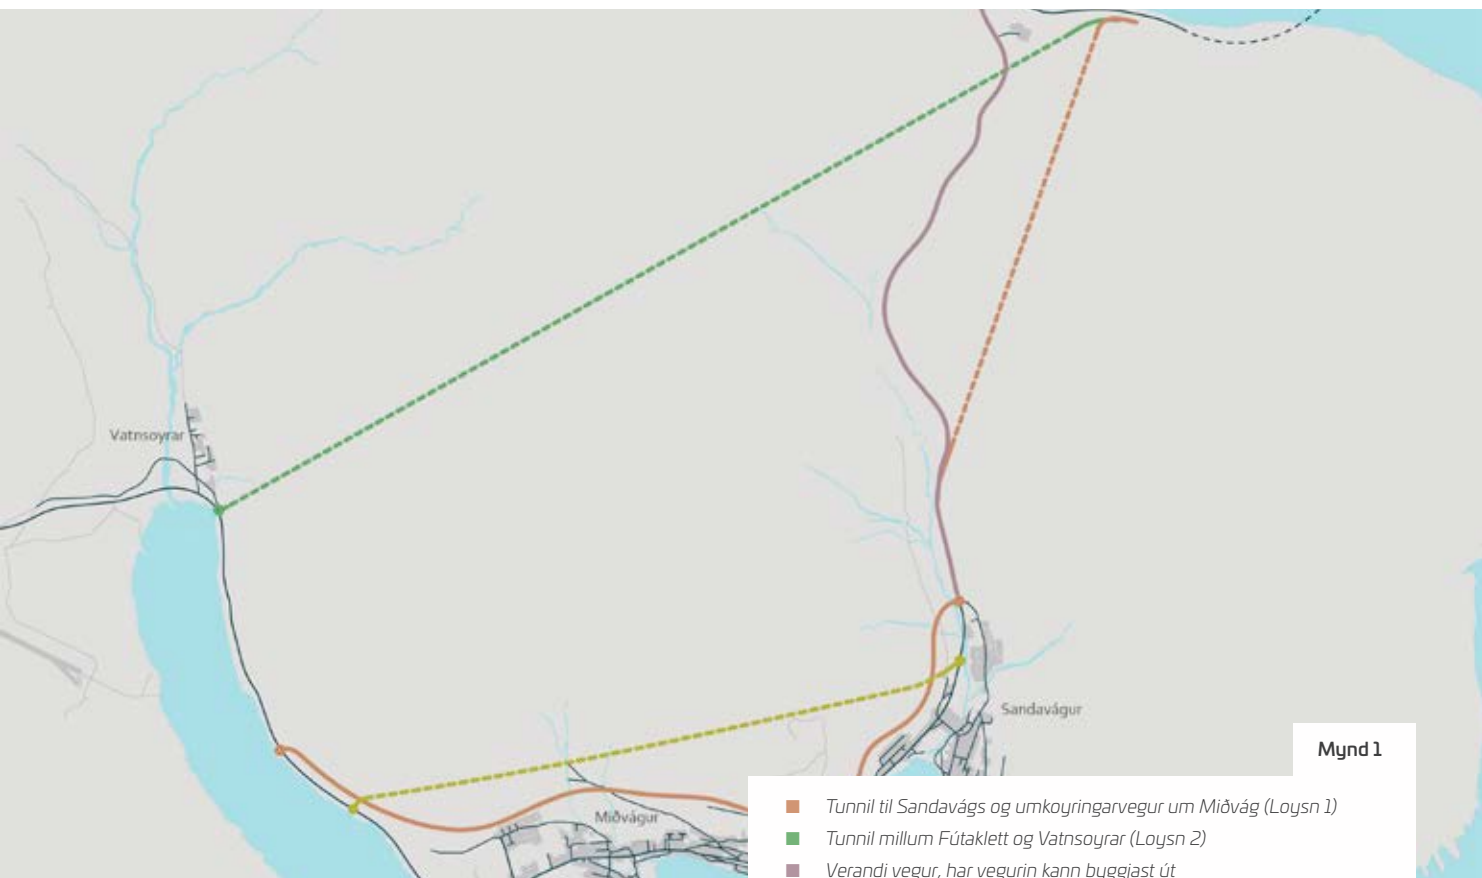 Vatnsoyrar
Sandavágur
Miðvágur
Mynd 1
Tunnil til Sandavágs og umkoyringarvegur um Miðvág (Loysn 1)
Tunnil millum Fútaklett og Vatnsoyrar (Loysn 2)
Verandi vegur, har vegurin kann byggjast út